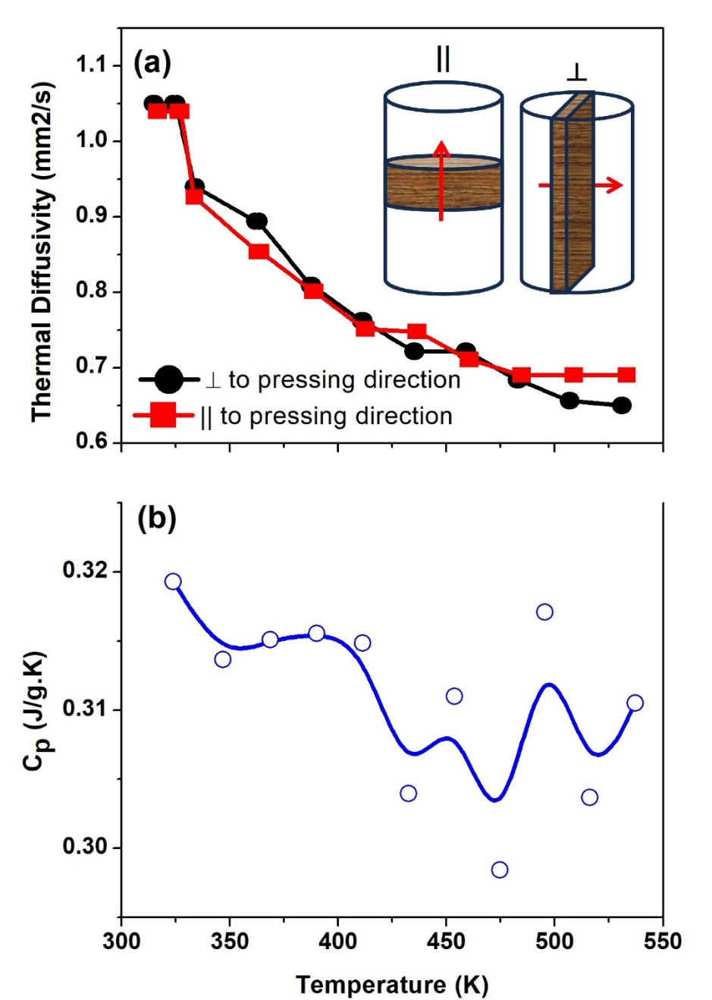 (a)
||
⊥
1.1
1.0
0.9
0.8
0.7
0.6
Thermal Diffusivity (mm2/s)
⊥ to pressing direction
|| to pressing direction
(b)
0.32
0.31
0.30
Cp (J/g.K)
300 350 400 450 500 550
Temperature (K)